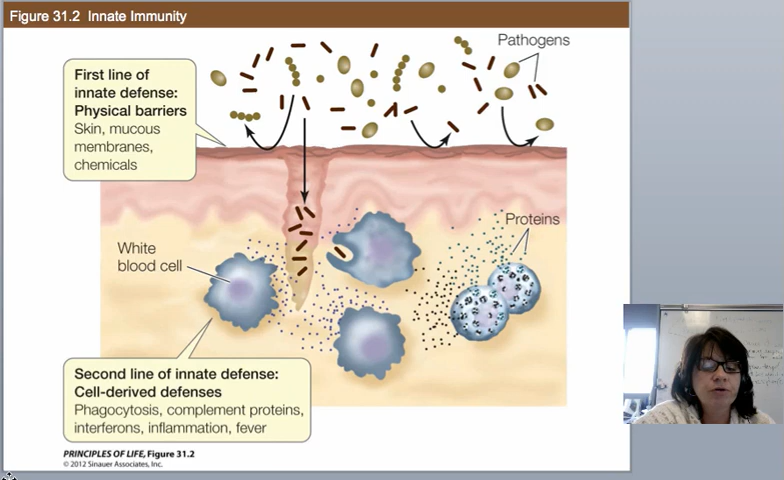 Figure 31.2 Innate Immunity
Pathogens
First line of
innate defense:
Physical barriers
Skin, mucous
membranes,
chemicals
Proteins
White
blood cell
Second line of innate defense:
Cell-derived defenses
Phagocytosis, complement proteins,
interferons, inflammation, fever
PRINCIPLES OF LIFE, Figure 31.2
© 2012 Sinauer Associates, Inc.